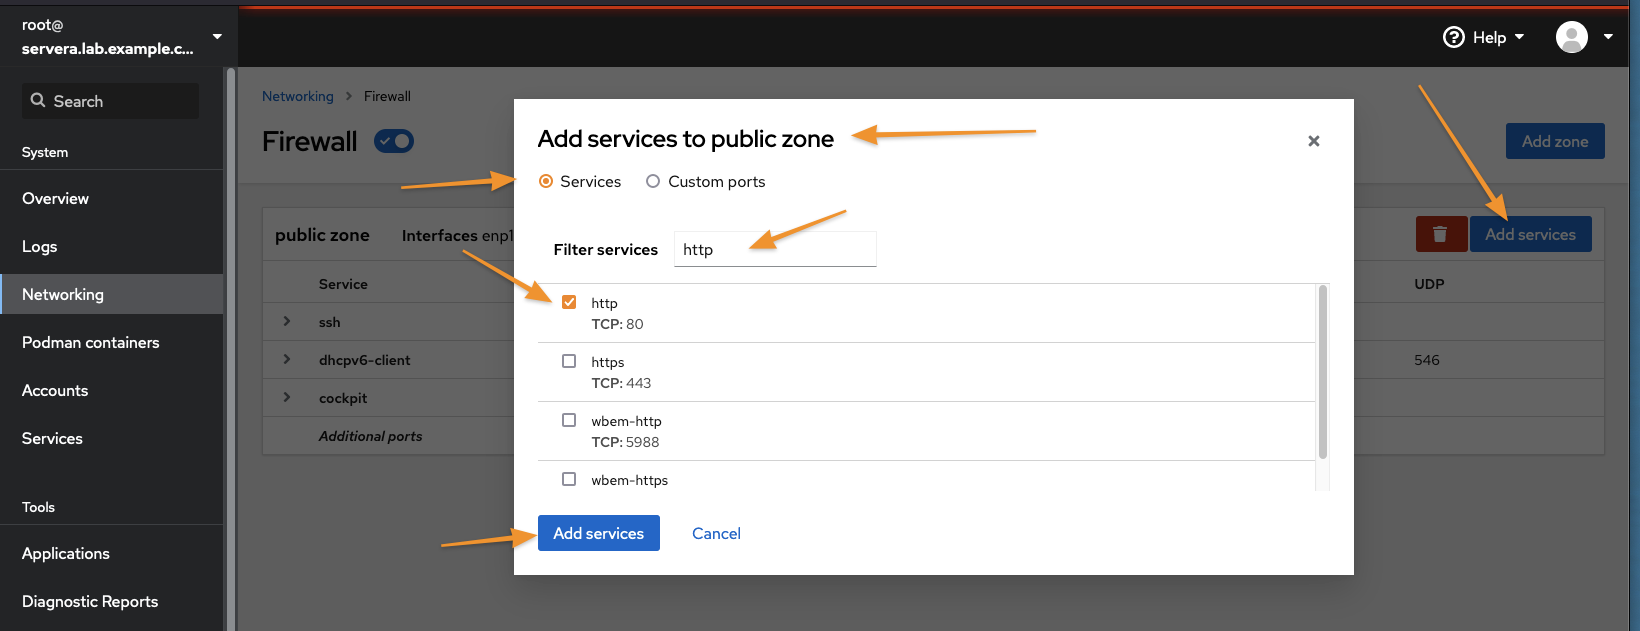 root@
servera.lab.example.c...
Help
Search
System
Overview
Logs
Networking
Podman containers
Accounts
Services
Tools
Applications
Diagnostic Reports
Networking > Firewall
Firewall
Add zone
public zone Interfaces enp1
Add services
Service UDP
ssh
dhcpv6-client 546
cockpit
Additional ports
Add services to public zone
Services Custom ports
Filter services http
http
TCP: 80
https
TCP: 443
wbem-http
TCP: 5988
wbem-https
Add services Cancel